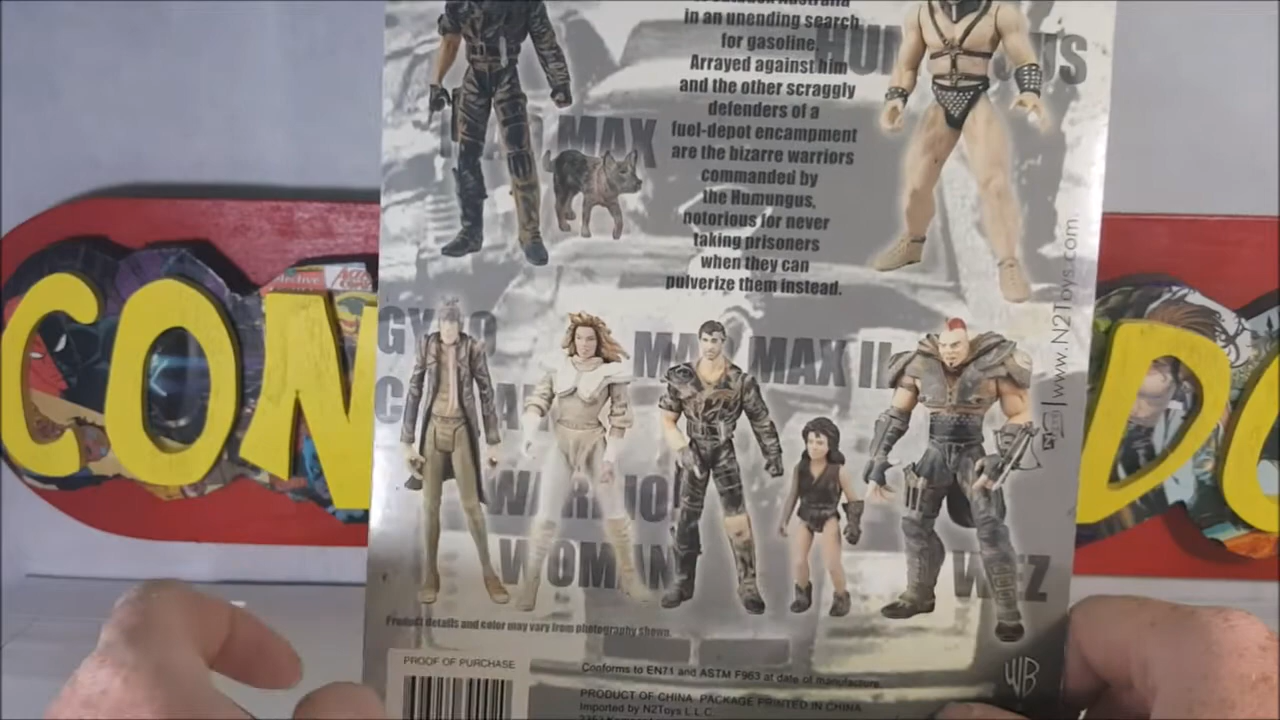 in an unending search
for gasoline.
Arrayed against him
and the other scraggly
defenders of a
fuel-depot encampment
are the bizarre warriors
commanded by
the Humungus,
notorious for never
taking prisoners
when they can
pulverize them instead.
MAX
www.N2Toys.com
MAX II
WOMAN
Product details and color may vary from photography shown.
PROOF OF PURCHASE
Conforms to EN71 and ASTM F963 at date of manufacture.
PRODUCT OF CHINA. PACKAGE PRINTED IN CHINA
Imported by N2Toys L.L.C.
WB
CON
DO